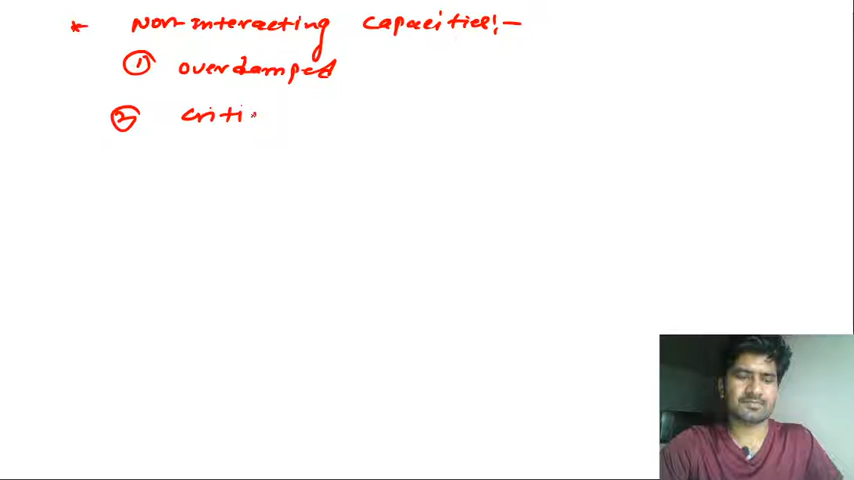 * Non-interacting capacities:-
① overdamped
② criti